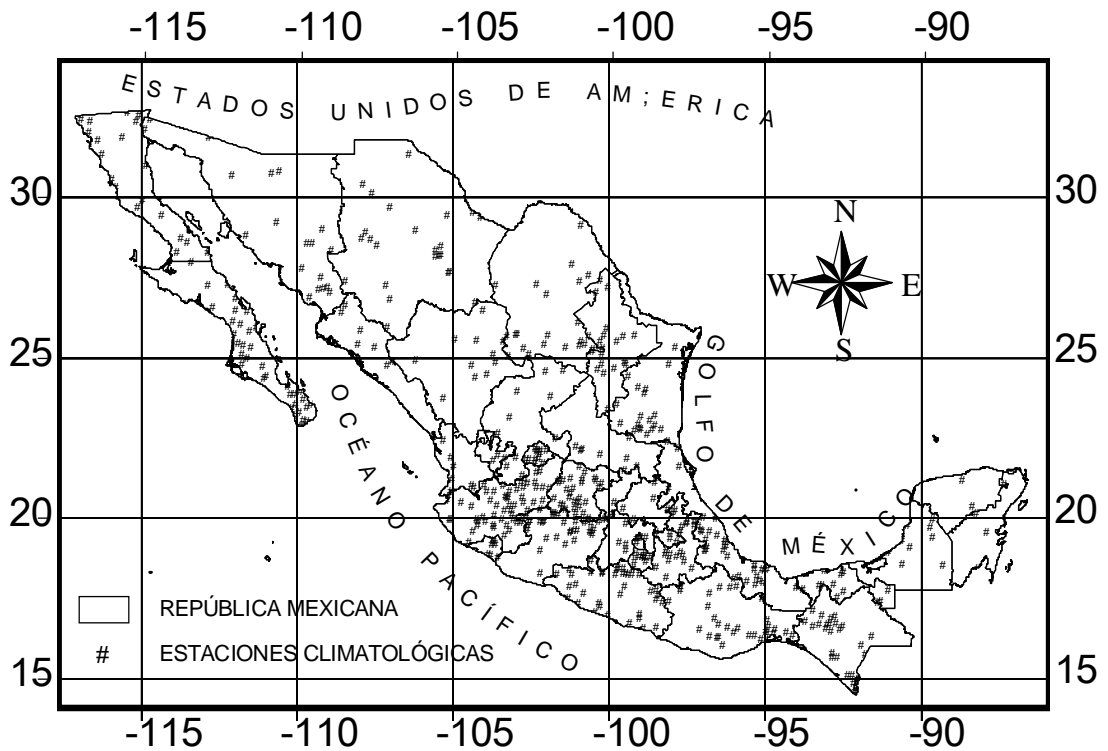 -115 -110 -105 -100 -95 -90
ESTADOS UNIDOS DE AM;ERICA
30 30
N
W E
S
GOLFO DE MÉXICO
25 25
OCÉANO PACÍFICO
20 20
REPÚBLICA MEXICANA
# ESTACIONES CLIMATOLÓGICAS
15 15
-115 -110 -105 -100 -95 -90